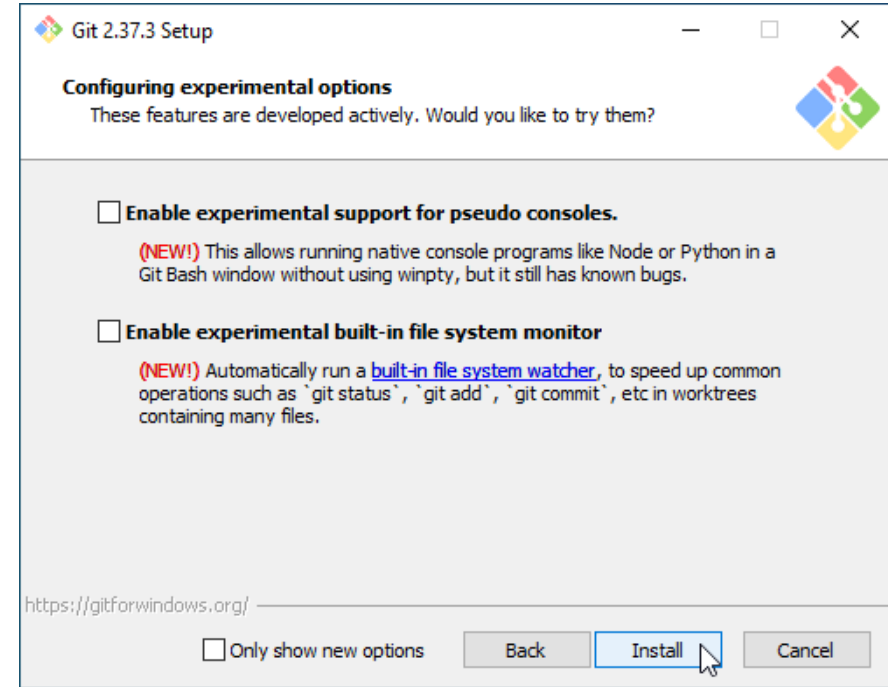 Git 2.37.3 Setup
Configuring experimental options
These features are developed actively. Would you like to try them?
Enable experimental support for pseudo consoles.
(NEW!) This allows running native console programs like Node or Python in a
Git Bash window without using winpty, but it still has known bugs.
Enable experimental built-in file system monitor
(NEW!) Automatically run a built-in file system watcher, to speed up common
operations such as `git status`, `git add`, `git commit`, etc in worktrees
containing many files.
https://gitforwindows.org/
Only show new options Back Install Cancel